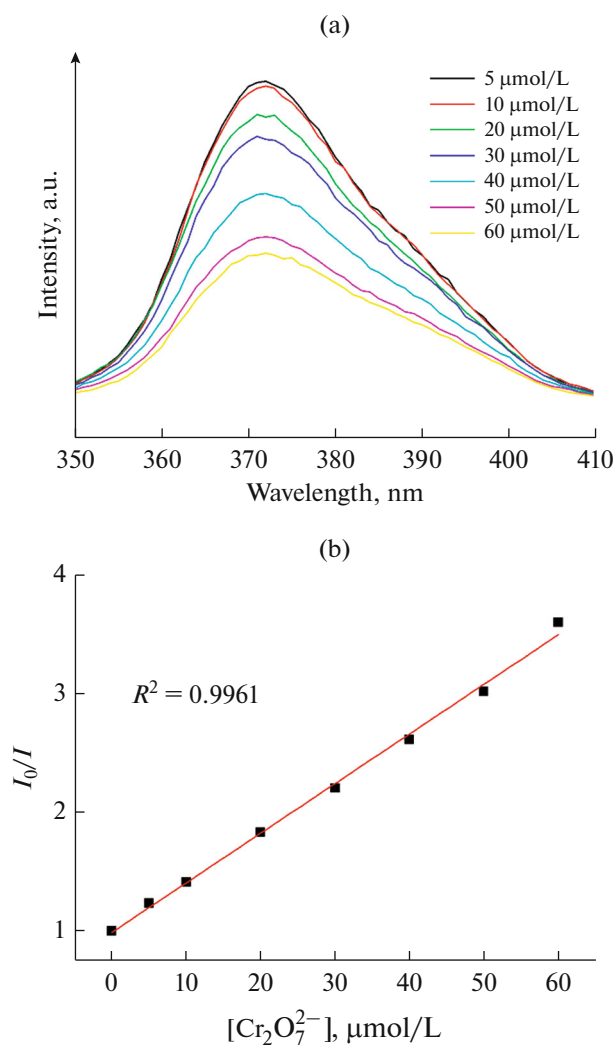 (a)
5 μmol/L
10 μmol/L
20 μmol/L
30 μmol/L
40 μmol/L
50 μmol/L
60 μmol/L
Intensity, a.u.
350 360 370 380 390 400 410
Wavelength, nm
(b)
4
3
2
1
R² = 0.9961
I₀/I
0 10 20 30 40 50 60
[Cr₂O₇²⁻], μmol/L